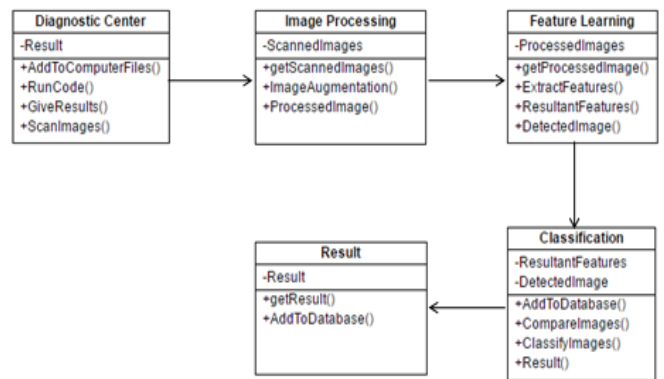 Diagnostic Center
-Result
+AddToComputerFiles()
+RunCode()
+GiveResults()
+ScanImages()
Image Processing
-ScannedImages
+getScannedImages()
+ImageAugmentation()
+ProcessedImage()
Feature Learning
-ProcessedImages
+getProcessedImage()
+ExtractFeatures()
+ResultantFeatures()
+DetectedImage()
Classification
-ResultantFeatures
-DetectedImage
+AddToDatabase()
+CompareImages()
+ClassifyImages()
+Result()
Result
-Result
+getResult()
+AddToDatabase()